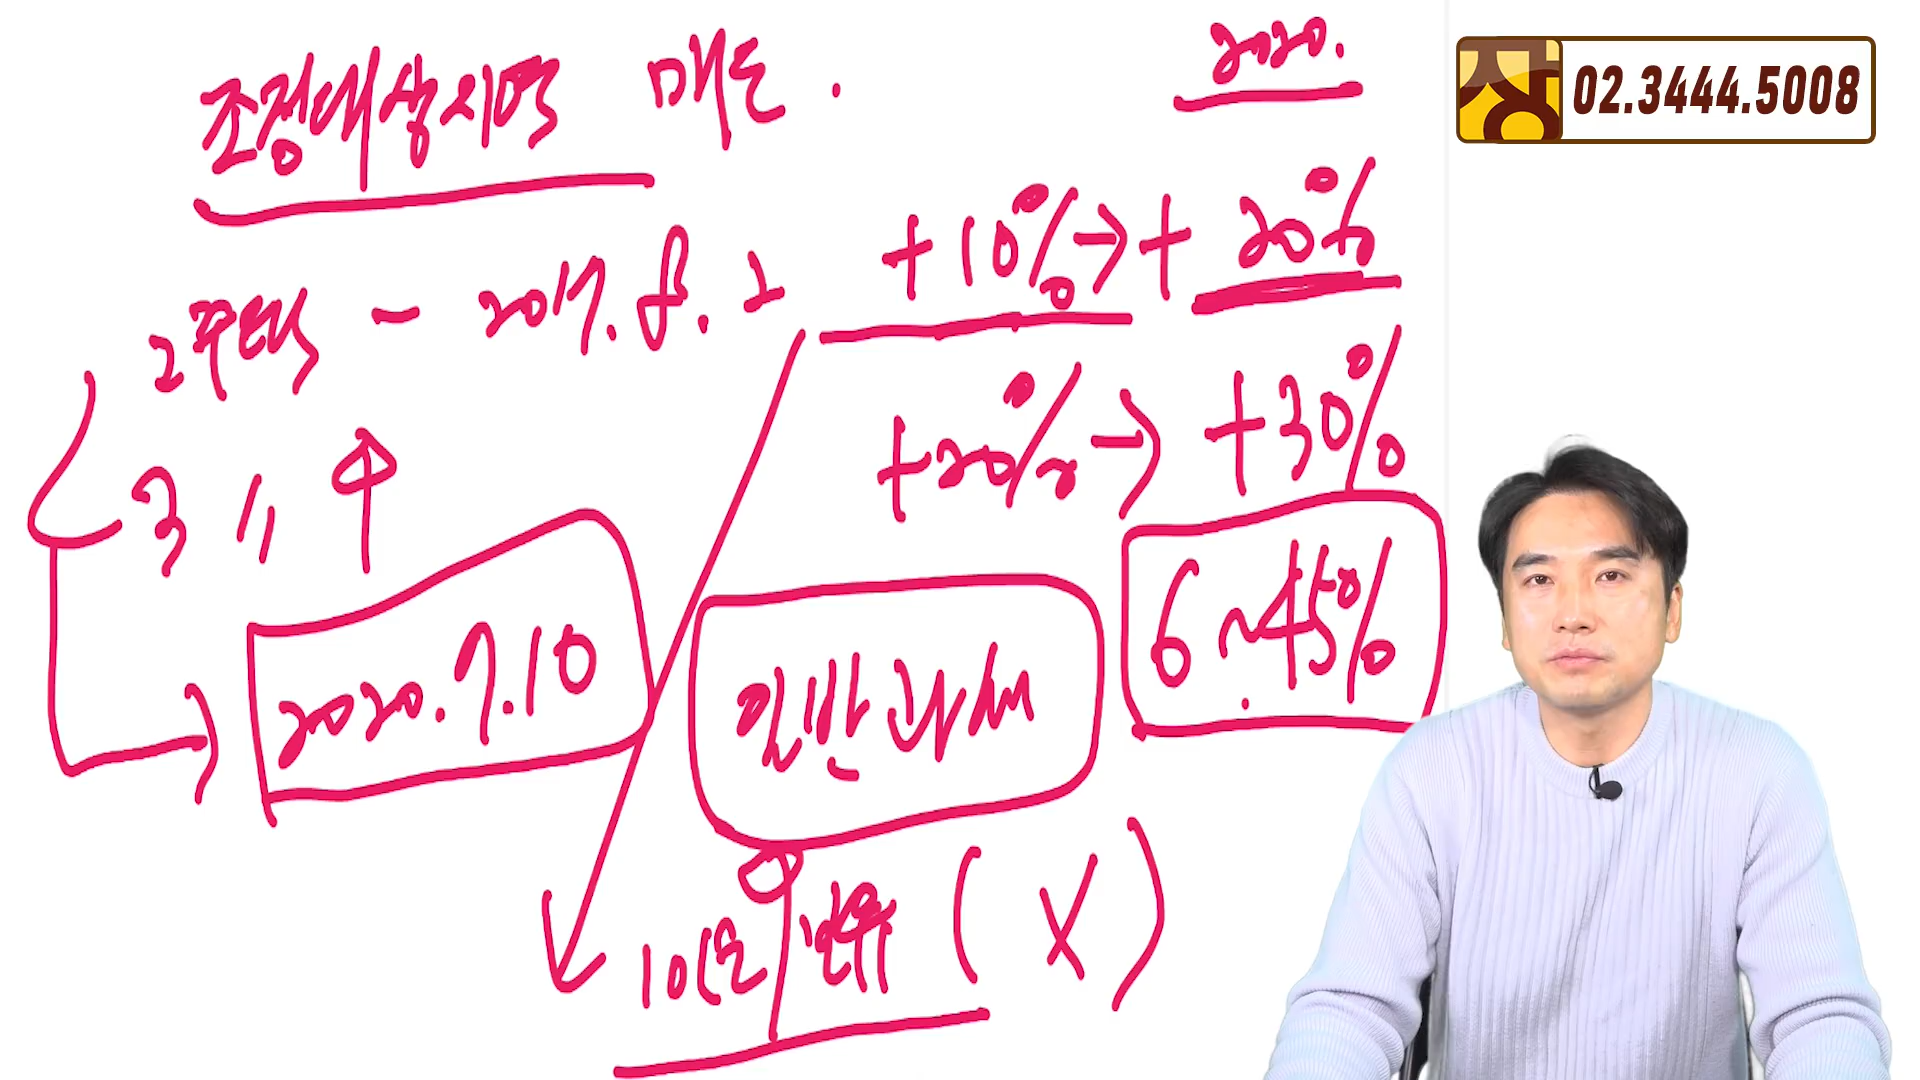 조정대상지역 매도.
2020.
장 02.3444.5008
2주택 - 2017.8.2 +10% → + 20%
3 〃 ↑ +20% → +30%
→ 2020.7.10 일반과세 6~45%
10년 보유 (X)